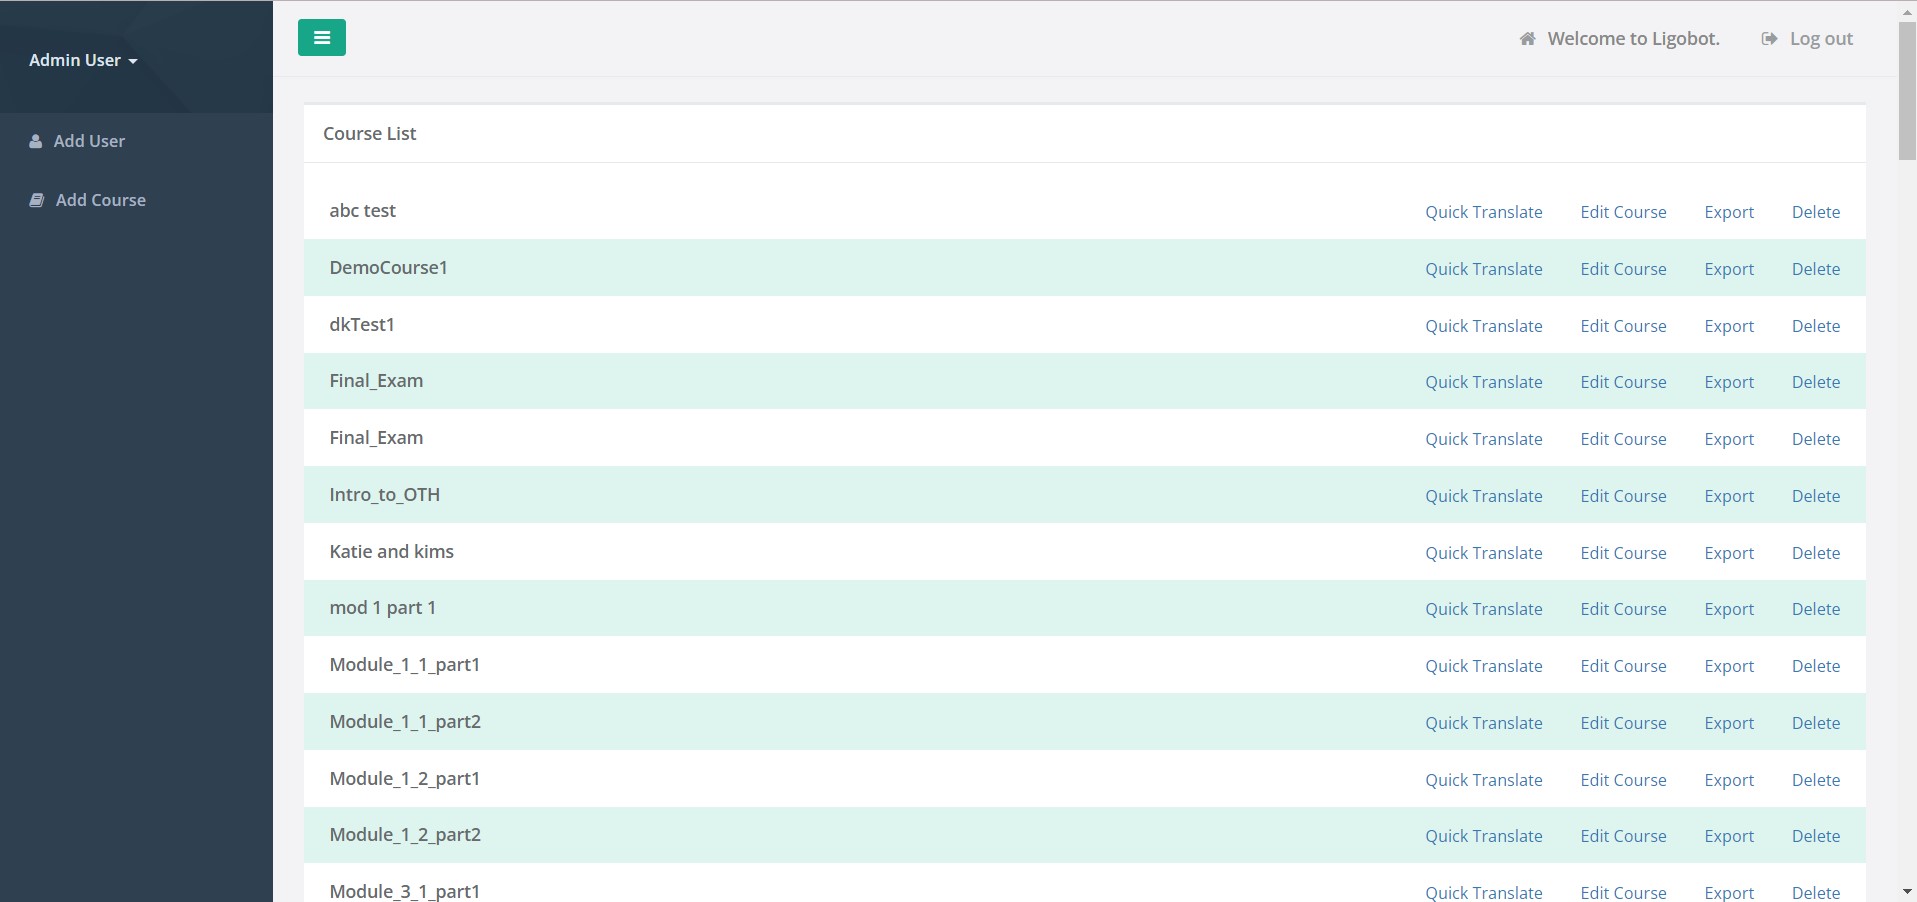 Admin User
Welcome to Ligobot. Log out
Add User
Add Course
Course List
abc test Quick Translate Edit Course Export Delete
DemoCourse1 Quick Translate Edit Course Export Delete
dkTest1 Quick Translate Edit Course Export Delete
Final_Exam Quick Translate Edit Course Export Delete
Final_Exam Quick Translate Edit Course Export Delete
Intro_to_OTH Quick Translate Edit Course Export Delete
Katie and kims Quick Translate Edit Course Export Delete
mod 1 part 1 Quick Translate Edit Course Export Delete
Module_1_1_part1 Quick Translate Edit Course Export Delete
Module_1_1_part2 Quick Translate Edit Course Export Delete
Module_1_2_part1 Quick Translate Edit Course Export Delete
Module_1_2_part2 Quick Translate Edit Course Export Delete
Module_3_1_part1 Quick Translate Edit Course Export Delete